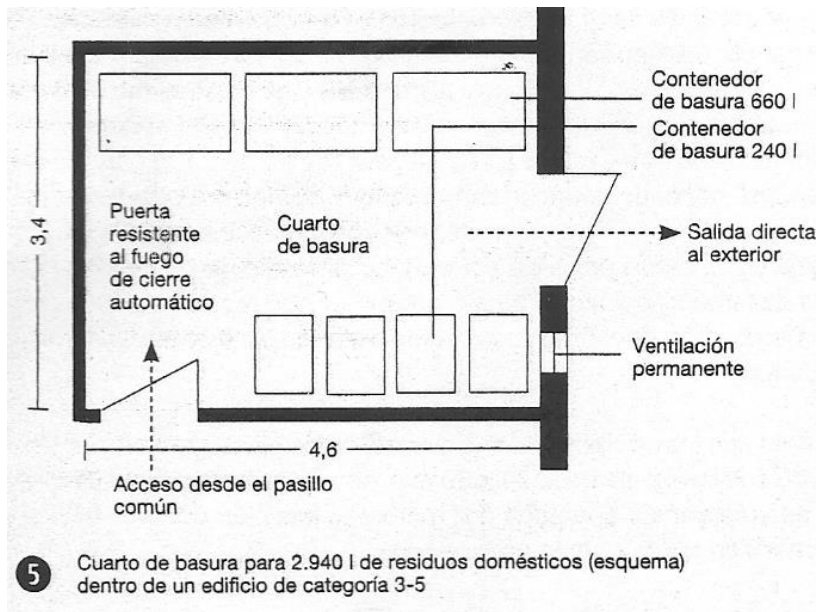 Contenedor
de basura 660 l
Contenedor
de basura 240 l
3,4
Puerta
resistente
al fuego
de cierre
automático
Cuarto
de basura
Salida directa
al exterior
Ventilación
permanente
4,6
Acceso desde el pasillo
común
5
Cuarto de basura para 2.940 l de residuos domésticos (esquema)
dentro de un edificio de categoría 3-5